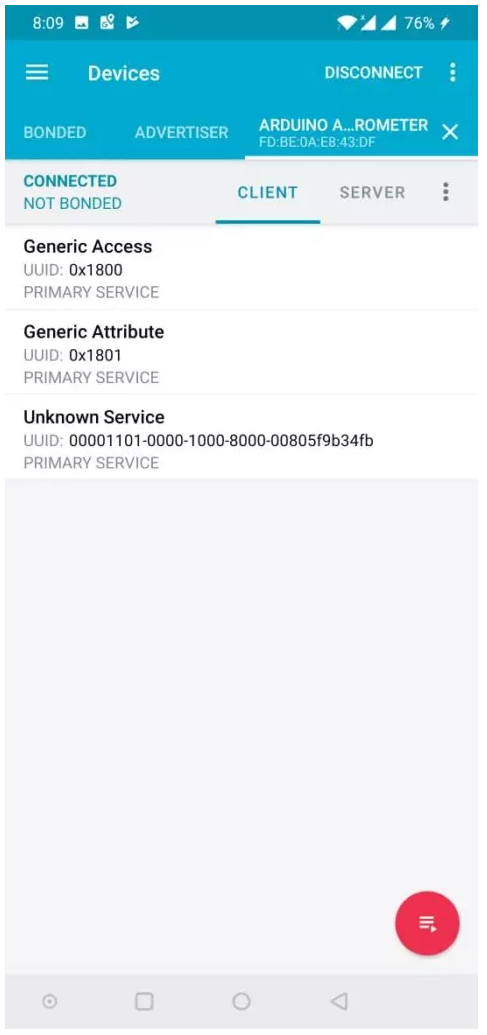 8:09 76%
Devices DISCONNECT
BONDED ADVERTISER ARDUINO A...ROMETER
FD:BE:0A:E8:43:DF
CONNECTED
NOT BONDED
CLIENT SERVER
Generic Access
UUID: 0x1800
PRIMARY SERVICE
Generic Attribute
UUID: 0x1801
PRIMARY SERVICE
Unknown Service
UUID: 00001101-0000-1000-8000-00805f9b34fb
PRIMARY SERVICE